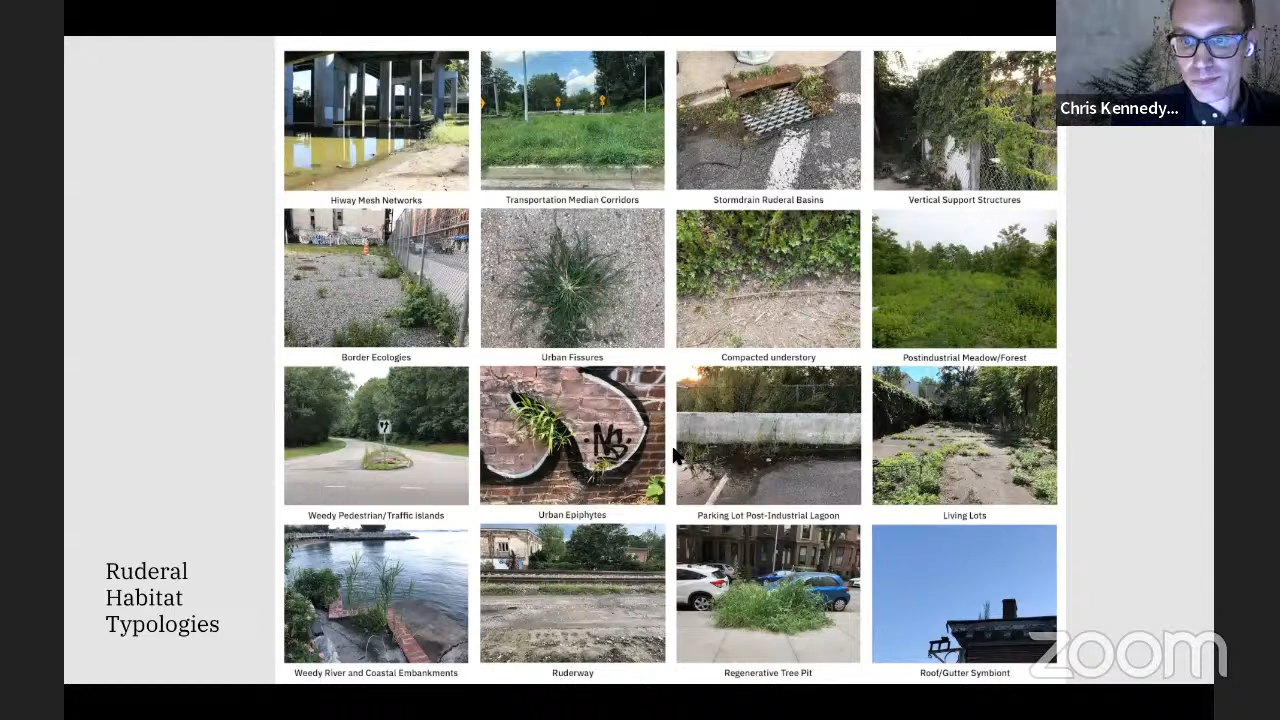 Chris Kennedy...
Hiway Mesh Networks
Transportation Median Corridors
Stormdrain Ruderal Basins
Vertical Support Structures
Border Ecologies
Urban Fissures
Compacted understory
Postindustrial Meadow/Forest
Weedy Pedestrian/Traffic islands
Urban Epiphytes
Parking Lot Post-Industrial Lagoon
Living Lots
Ruderal
Habitat
Typologies
Weedy River and Coastal Embankments
Ruderway
Regenerative Tree Pit
Roof/Gutter Symbiont
zoom